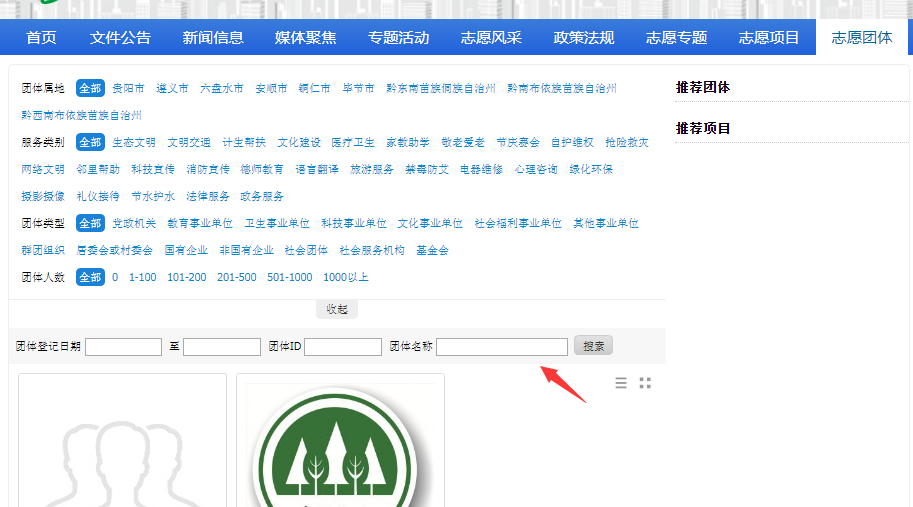 首页 文件公告 新闻信息 媒体聚焦 专题活动 志愿风采 政策法规 志愿专题 志愿项目 志愿团体
团体属地 全部 贵阳市 遵义市 六盘水市 安顺市 铜仁市 毕节市 黔东南苗族侗族自治州 黔南布依族苗族自治州
黔西南布依族苗族自治州
服务类别 全部 生态文明 文明交通 计生帮扶 文化建设 医疗卫生 家教助学 敬老爱老 节庆赛会 自护维权 抢险救灾
网络文明 邻里帮助 科技宣传 消防宣传 德师教育 语言翻译 旅游服务 禁毒防艾 电器维修 心理咨询 绿化环保
摄影摄像 礼仪接待 节水护水 法律服务 政务服务
团体类型 全部 党政机关 教育事业单位 卫生事业单位 科技事业单位 文化事业单位 社会福利事业单位 其他事业单位
群团组织 居委会或村委会 国有企业 非国有企业 社会团体 社会服务机构 基金会
团体人数 全部 0 1-100 101-200 201-500 501-1000 1000以上
收起
团体登记日期 至 团体ID 团体名称 搜索
推荐团体
推荐项目